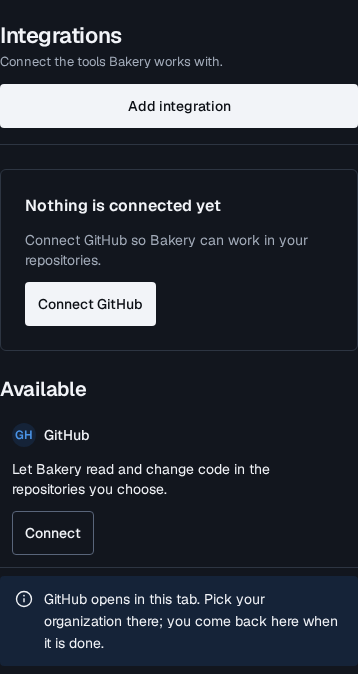 Integrations
Connect the tools Bakery works with.
Add integration
Nothing is connected yet
Connect GitHub so Bakery can work in your
repositories.
Connect GitHub
Available
GH GitHub
Let Bakery read and change code in the
repositories you choose.
Connect
GitHub opens in this tab. Pick your
organization there; you come back here when
it is done.